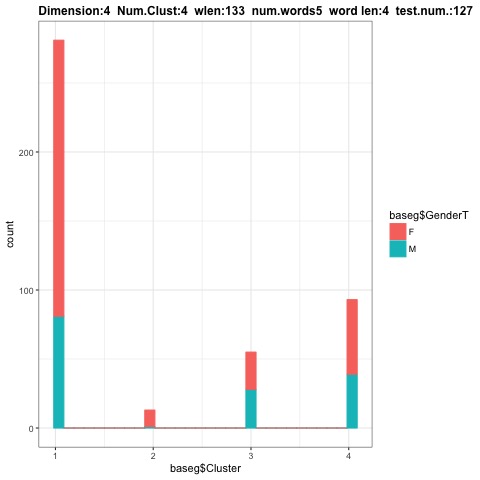 Dimension:4 Num.Clust:4 wlen:133 num.words5 word len:4 test.num.:127
200
100
0
count
1 2 3 4
baseg$Cluster
baseg$GenderT
F
M